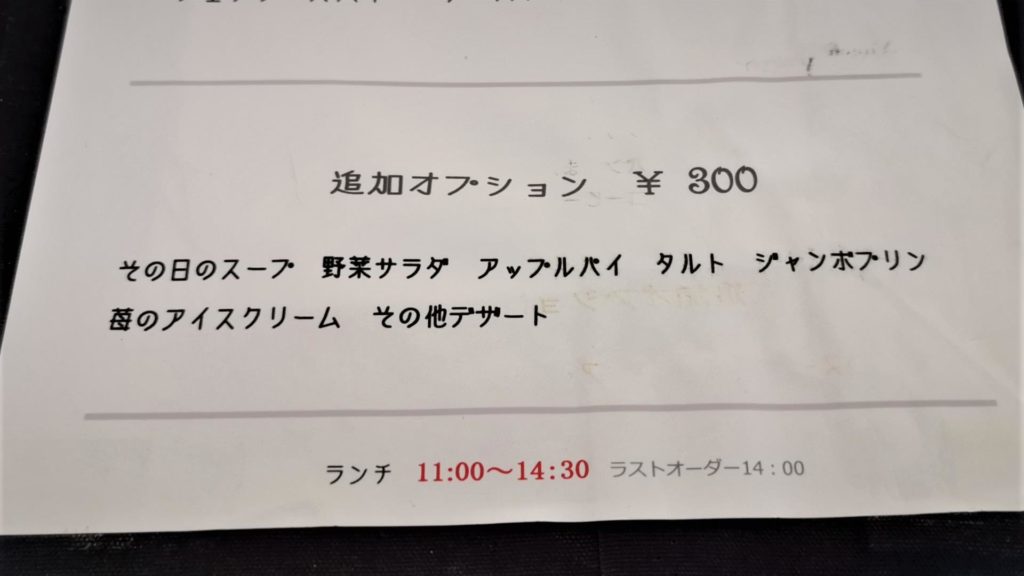 追加オプション ¥ 300
その日のスープ 野菜サラダ アップルパイ タルト ジャンボプリン
苺のアイスクリーム その他デザート
ランチ 11:00～14:30 ラストオーダー14：00